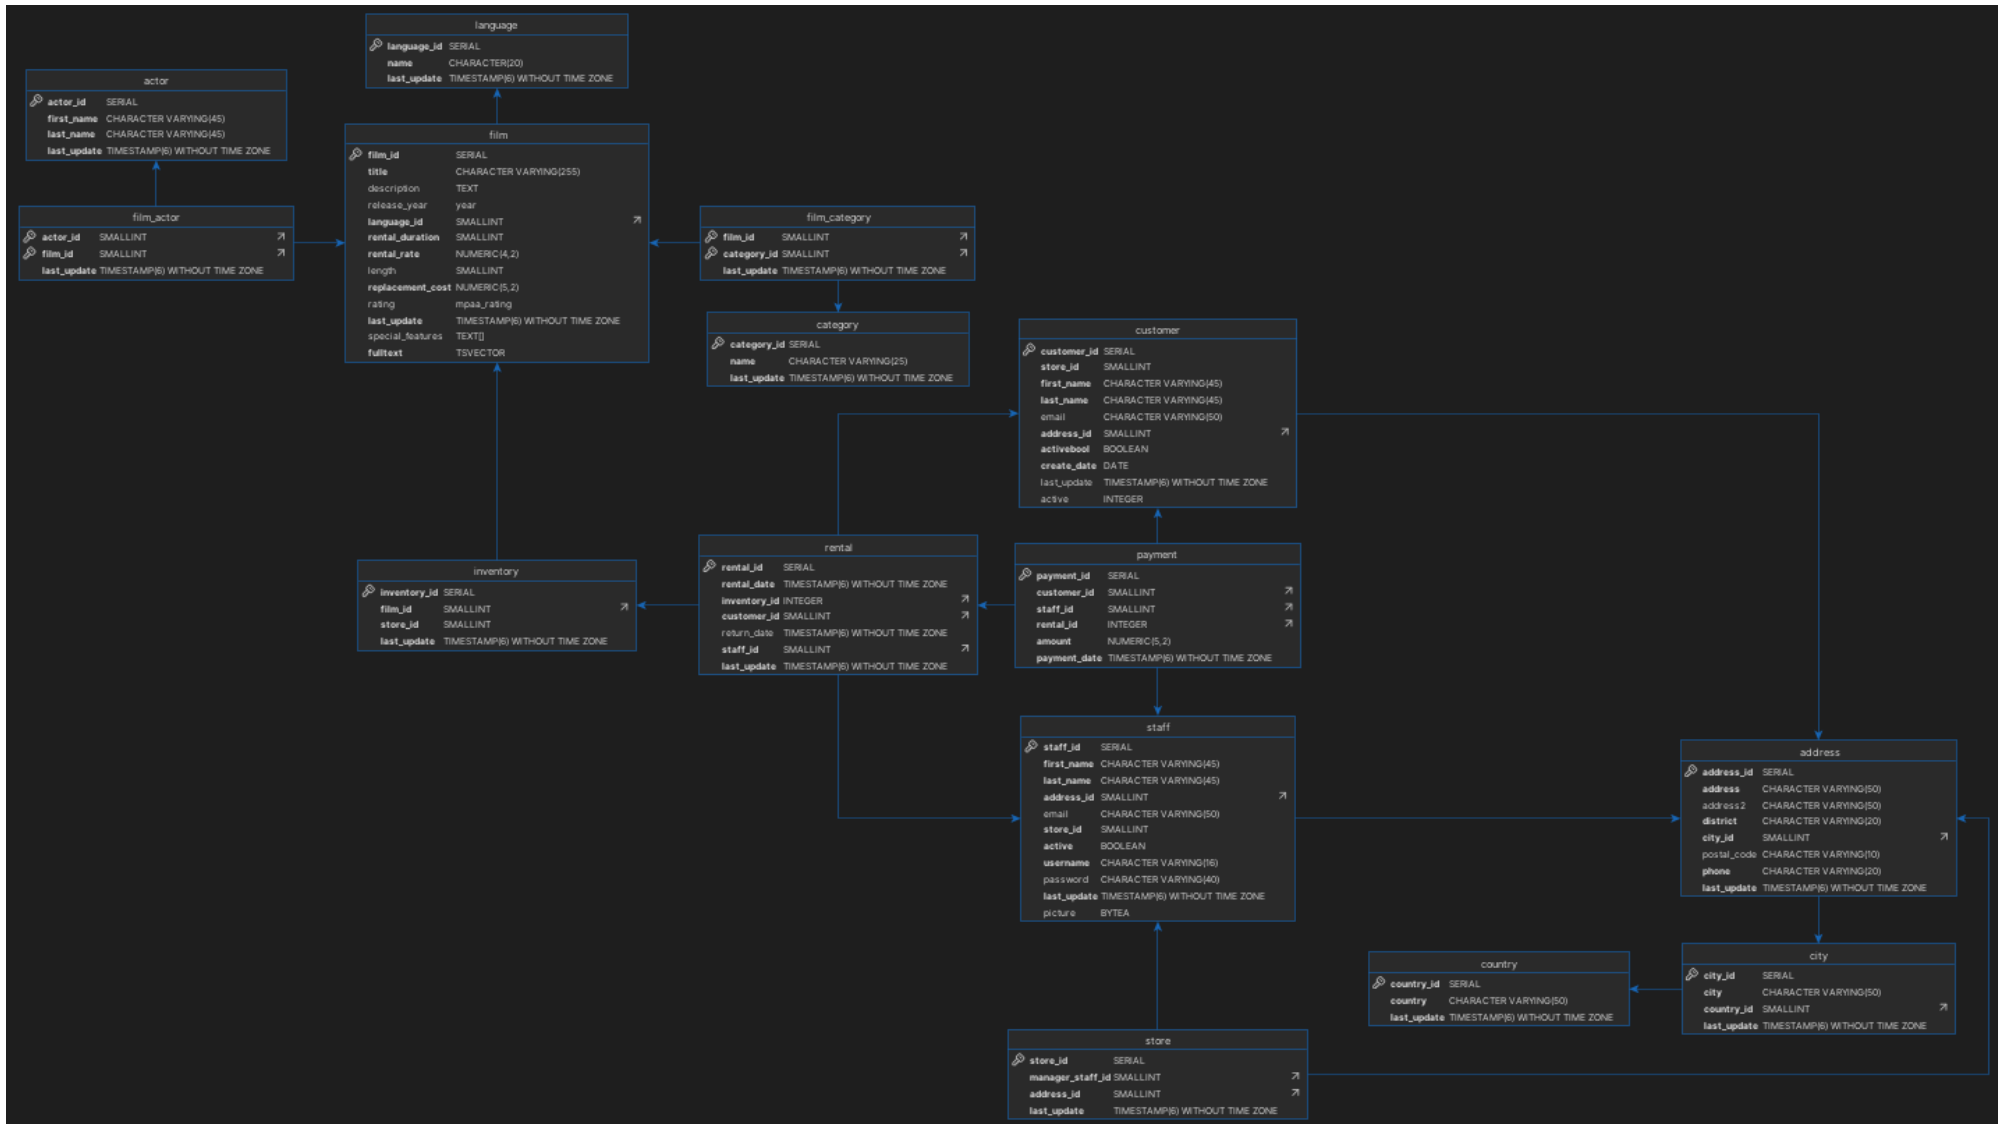 language
language_id SERIAL
name CHARACTER(20)
last_update TIMESTAMP(6) WITHOUT TIME ZONE
actor
actor_id SERIAL
first_name CHARACTER VARYING(45)
last_name CHARACTER VARYING(45)
last_update TIMESTAMP(6) WITHOUT TIME ZONE
film
film_id SERIAL
title CHARACTER VARYING(255)
description TEXT
release_year year
language_id SMALLINT
rental_duration SMALLINT
rental_rate NUMERIC(4,2)
length SMALLINT
replacement_cost NUMERIC(5,2)
rating mpaa_rating
last_update TIMESTAMP(6) WITHOUT TIME ZONE
special_features TEXT[]
fulltext TSVECTOR
film_actor
actor_id SMALLINT
film_id SMALLINT
last_update TIMESTAMP(6) WITHOUT TIME ZONE
film_category
film_id SMALLINT
category_id SMALLINT
last_update TIMESTAMP(6) WITHOUT TIME ZONE
category
category_id SERIAL
name CHARACTER VARYING(25)
last_update TIMESTAMP(6) WITHOUT TIME ZONE
customer
customer_id SERIAL
store_id SMALLINT
first_name CHARACTER VARYING(45)
last_name CHARACTER VARYING(45)
email CHARACTER VARYING(50)
address_id SMALLINT
activebool BOOLEAN
create_date DATE
last_update TIMESTAMP(6) WITHOUT TIME ZONE
active INTEGER
inventory
inventory_id SERIAL
film_id SMALLINT
store_id SMALLINT
last_update TIMESTAMP(6) WITHOUT TIME ZONE
rental
rental_id SERIAL
rental_date TIMESTAMP(6) WITHOUT TIME ZONE
inventory_id INTEGER
customer_id SMALLINT
return_date TIMESTAMP(6) WITHOUT TIME ZONE
staff_id SMALLINT
last_update TIMESTAMP(6) WITHOUT TIME ZONE
payment
payment_id SERIAL
customer_id SMALLINT
staff_id SMALLINT
rental_id INTEGER
amount NUMERIC(5,2)
payment_date TIMESTAMP(6) WITHOUT TIME ZONE
staff
staff_id SERIAL
first_name CHARACTER VARYING(45)
last_name CHARACTER VARYING(45)
address_id SMALLINT
email CHARACTER VARYING(50)
store_id SMALLINT
active BOOLEAN
username CHARACTER VARYING(16)
password CHARACTER VARYING(40)
last_update TIMESTAMP(6) WITHOUT TIME ZONE
picture BYTEA
address
address_id SERIAL
address CHARACTER VARYING(50)
address2 CHARACTER VARYING(50)
district CHARACTER VARYING(20)
city_id SMALLINT
postal_code CHARACTER VARYING(10)
phone CHARACTER VARYING(20)
last_update TIMESTAMP(6) WITHOUT TIME ZONE
country
country_id SERIAL
country CHARACTER VARYING(50)
last_update TIMESTAMP(6) WITHOUT TIME ZONE
city
city_id SERIAL
city CHARACTER VARYING(50)
country_id SMALLINT
last_update TIMESTAMP(6) WITHOUT TIME ZONE
store
store_id SERIAL
manager_staff_id SMALLINT
address_id SMALLINT
last_update TIMESTAMP(6) WITHOUT TIME ZONE